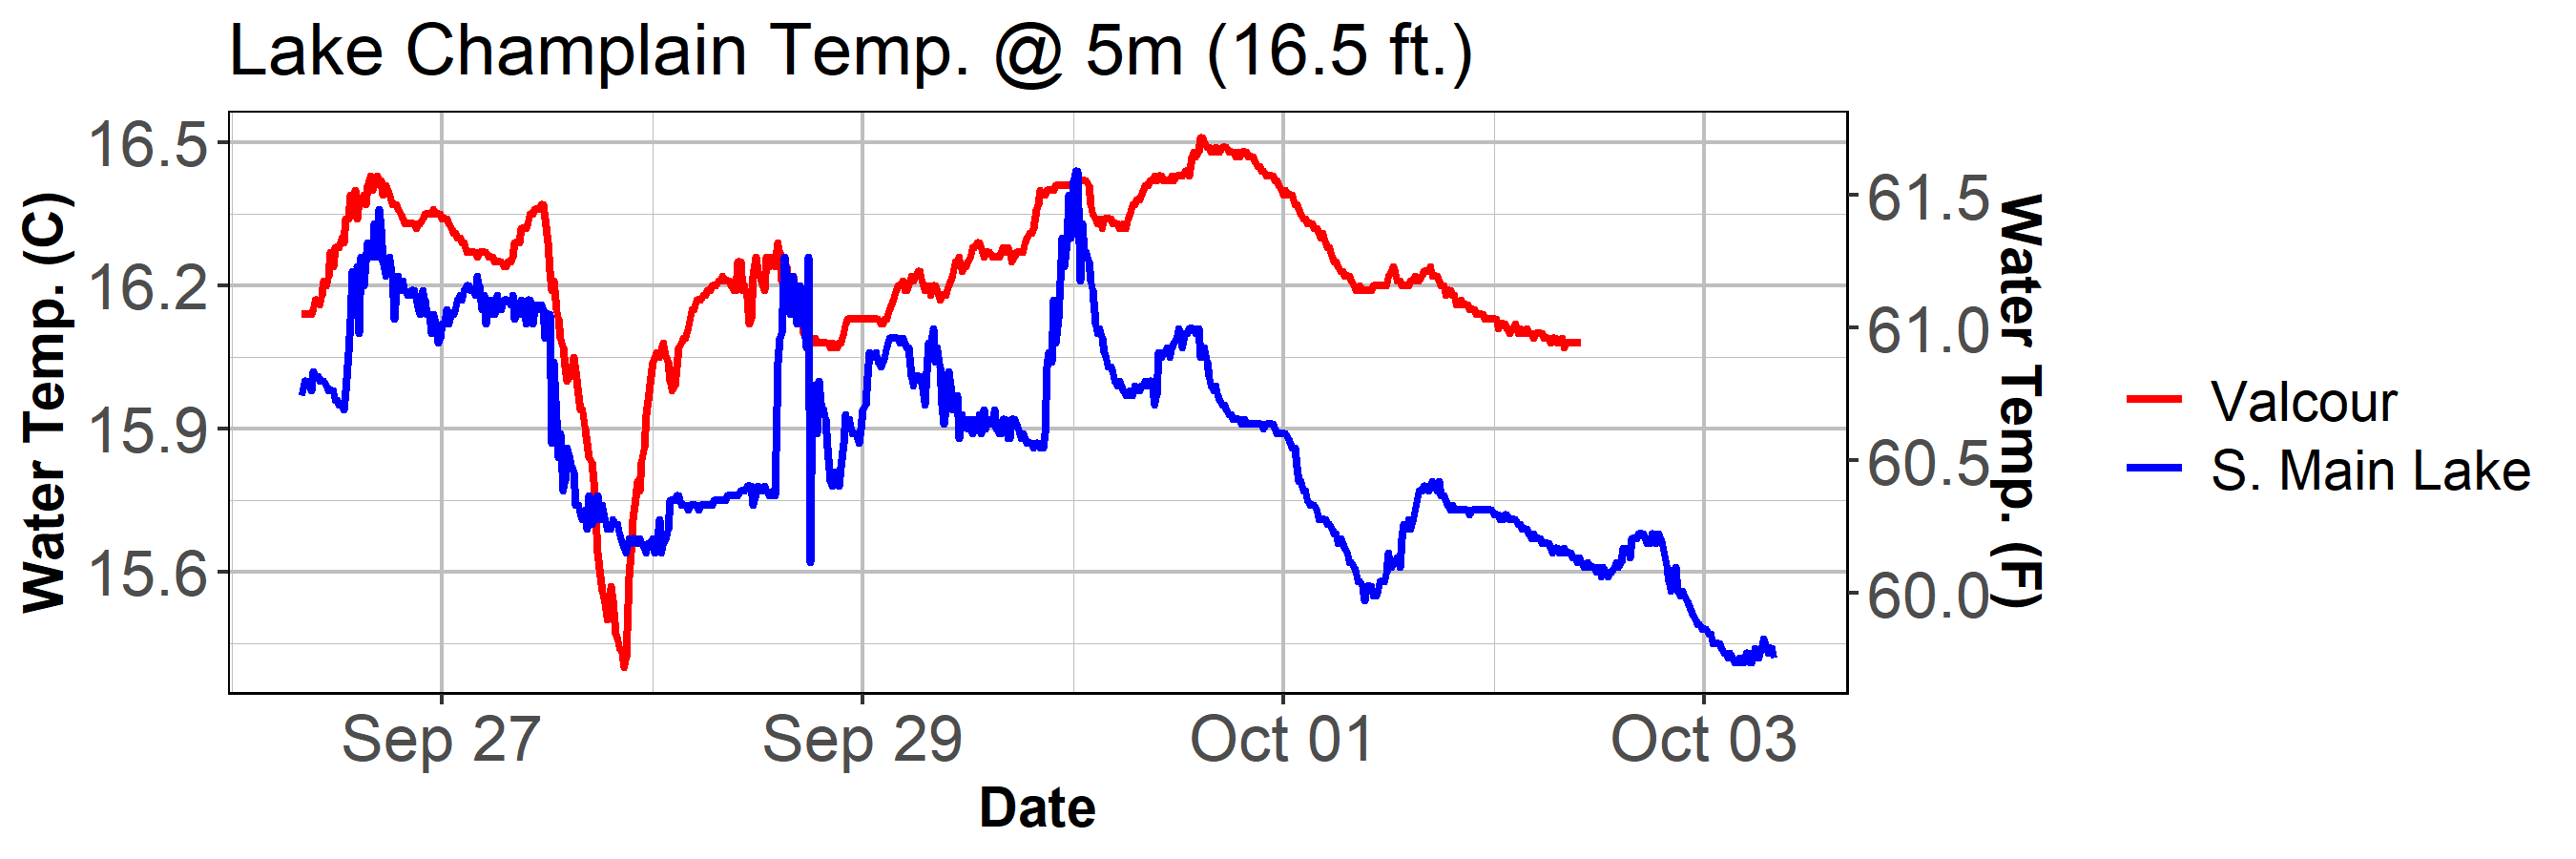 Lake Champlain Temp. @ 5m (16.5 ft.)
Water Temp. (C)
16.5
16.2
15.9
15.6
61.5
61.0
60.5
60.0
Water Temp. (F)
Sep 27
Sep 29
Oct 01
Oct 03
Date
Valcour
S. Main Lake